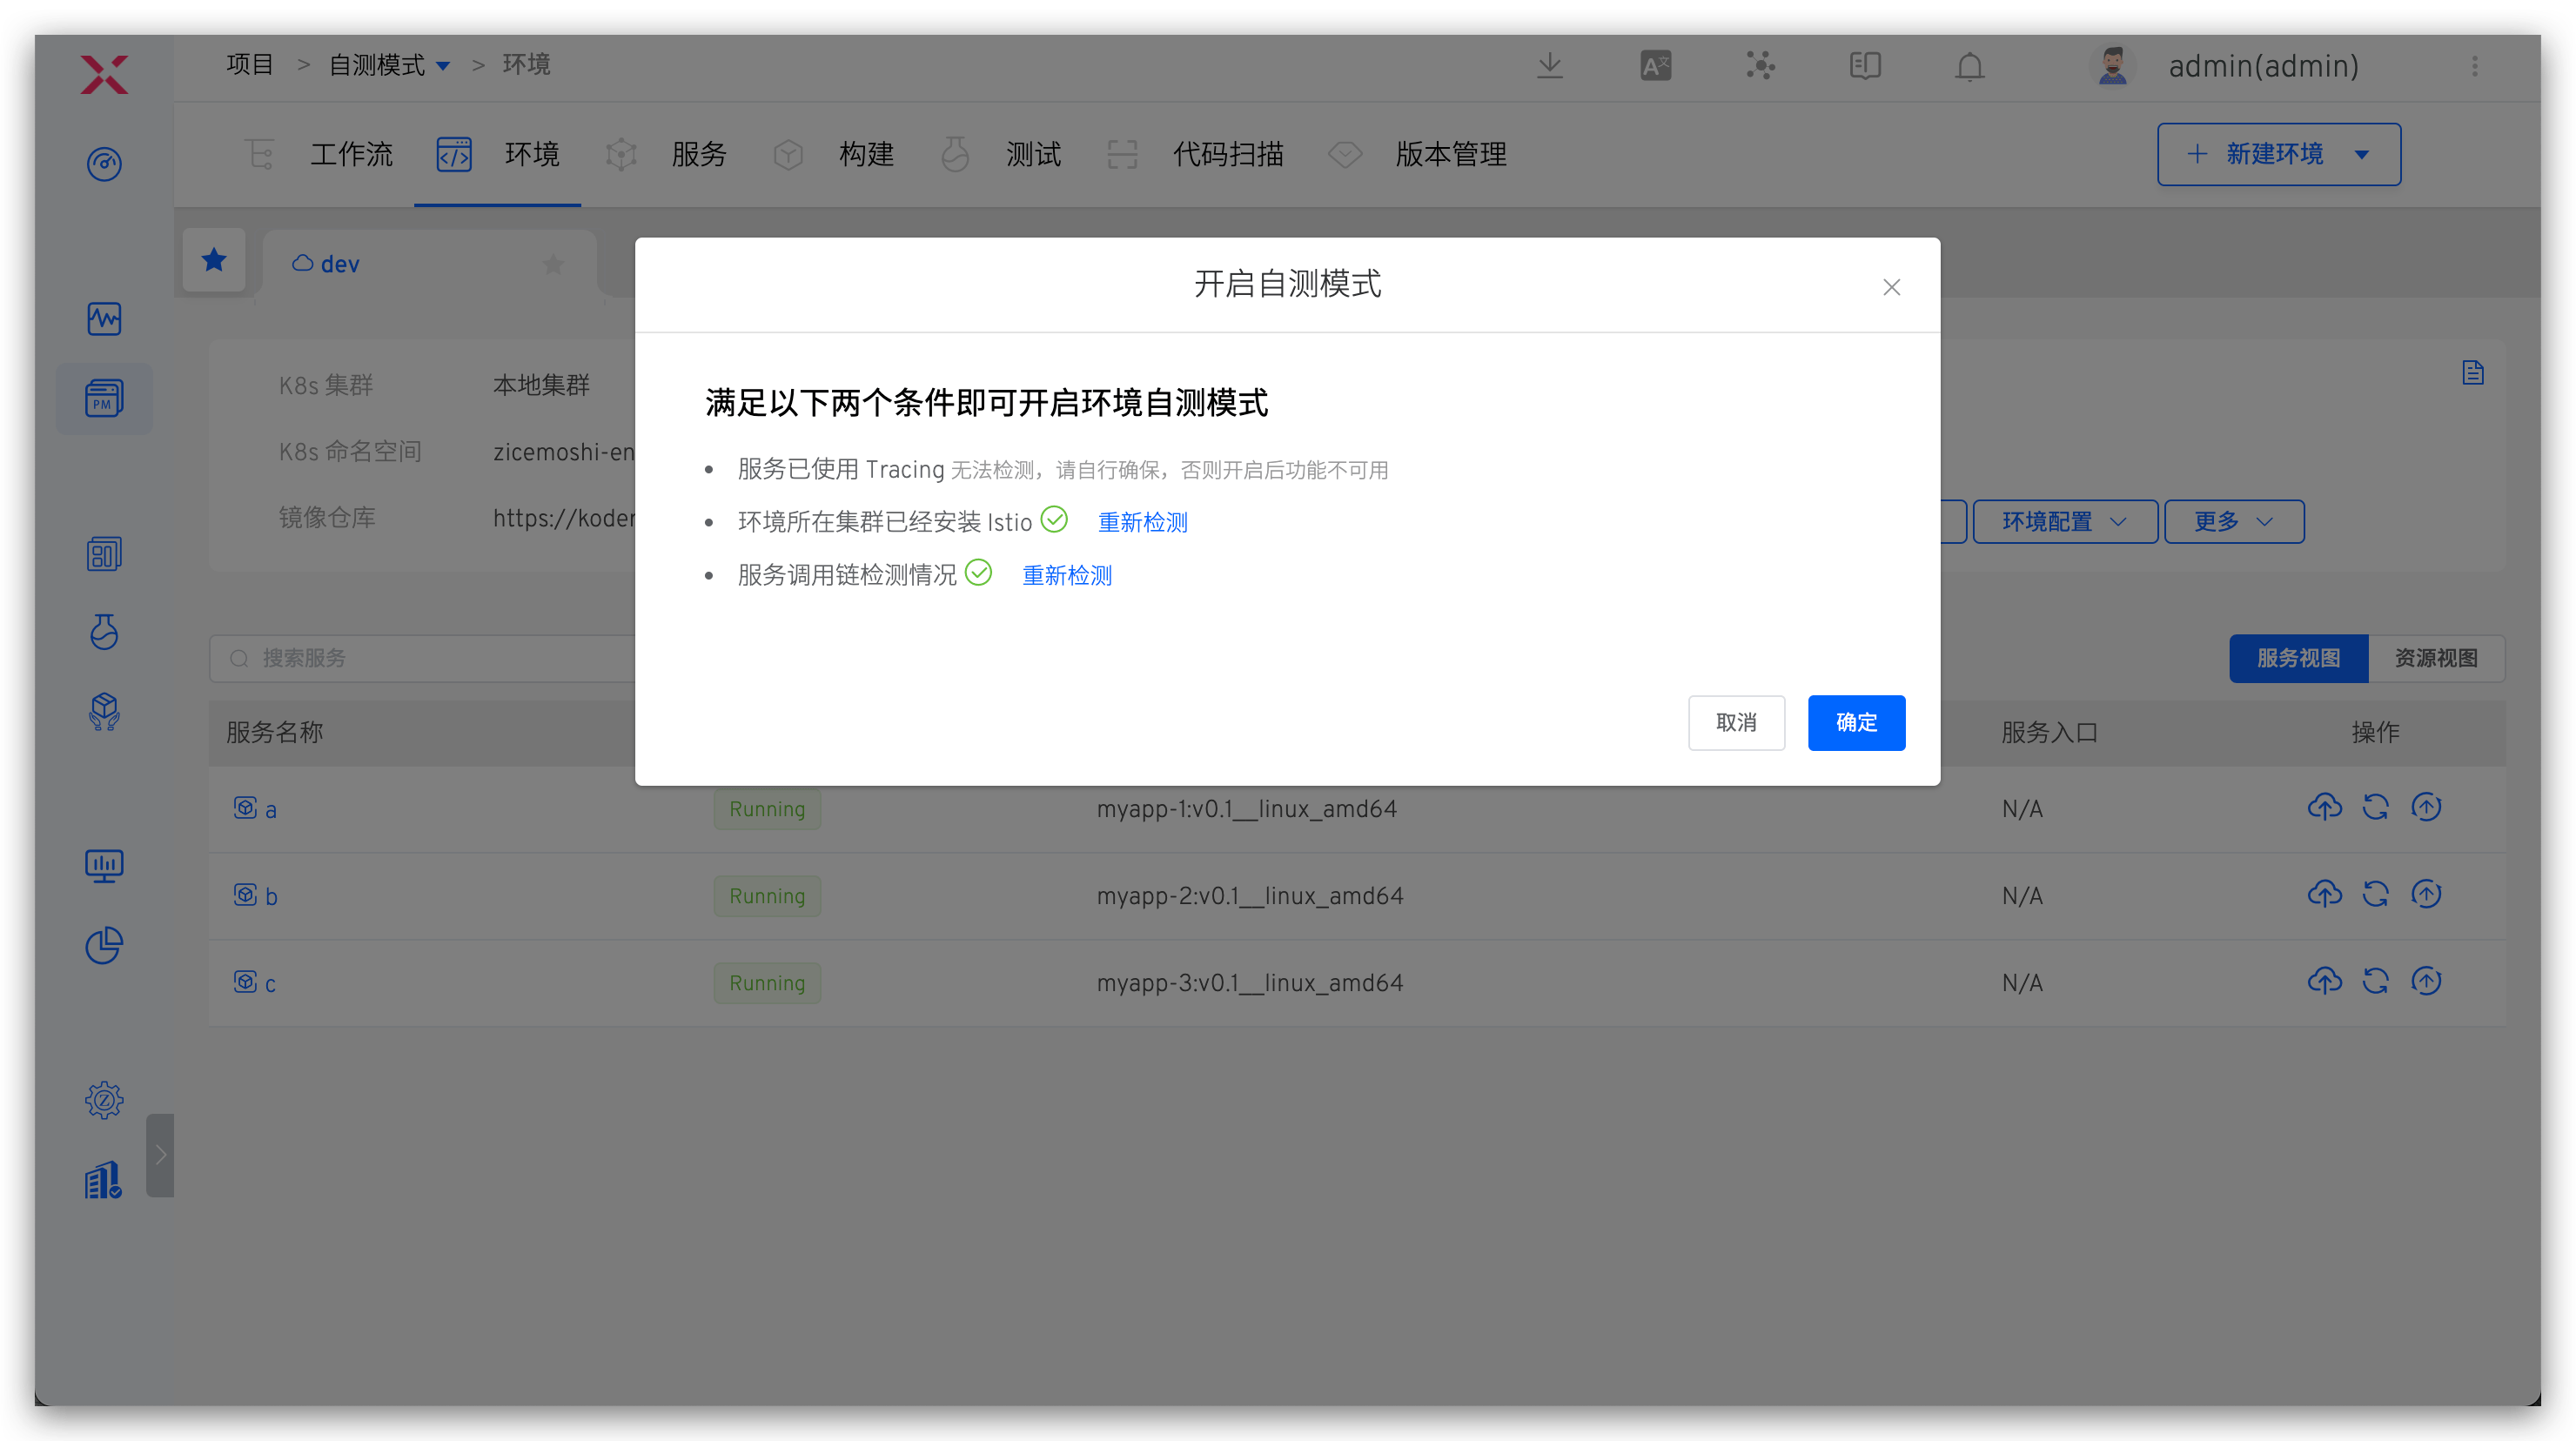 项目 > 自测模式 > 环境
admin(admin)
工作流 环境 服务 构建 测试 代码扫描 版本管理
新建环境
dev
开启自测模式
K8s 集群 本地集群
满足以下两个条件即可开启环境自测模式
K8s 命名空间 zicemoshi-en
服务已使用 Tracing 无法检测，请自行确保，否则开启后功能不可用
镜像仓库 https://koder
环境所在集群已经安装 Istio 重新检测
环境配置 更多
服务调用链检测情况 重新检测
搜索服务
服务视图 资源视图
取消 确定
服务名称 服务入口 操作
a Running myapp-1:v0.1__linux_amd64 N/A
b Running myapp-2:v0.1__linux_amd64 N/A
c Running myapp-3:v0.1__linux_amd64 N/A
PM